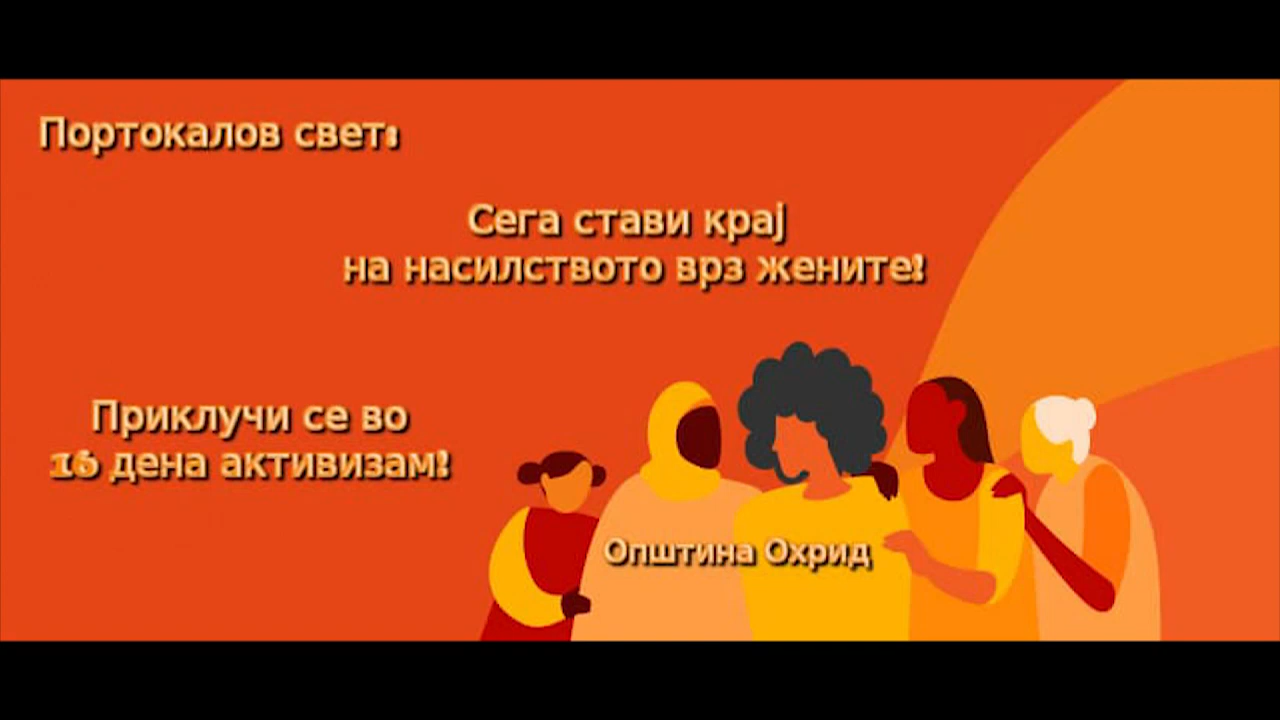 Портокалов свет:
Сега стави крај
на насилството врз жените!
Приклучи се во
16 дена активизам!
Општина Охрид